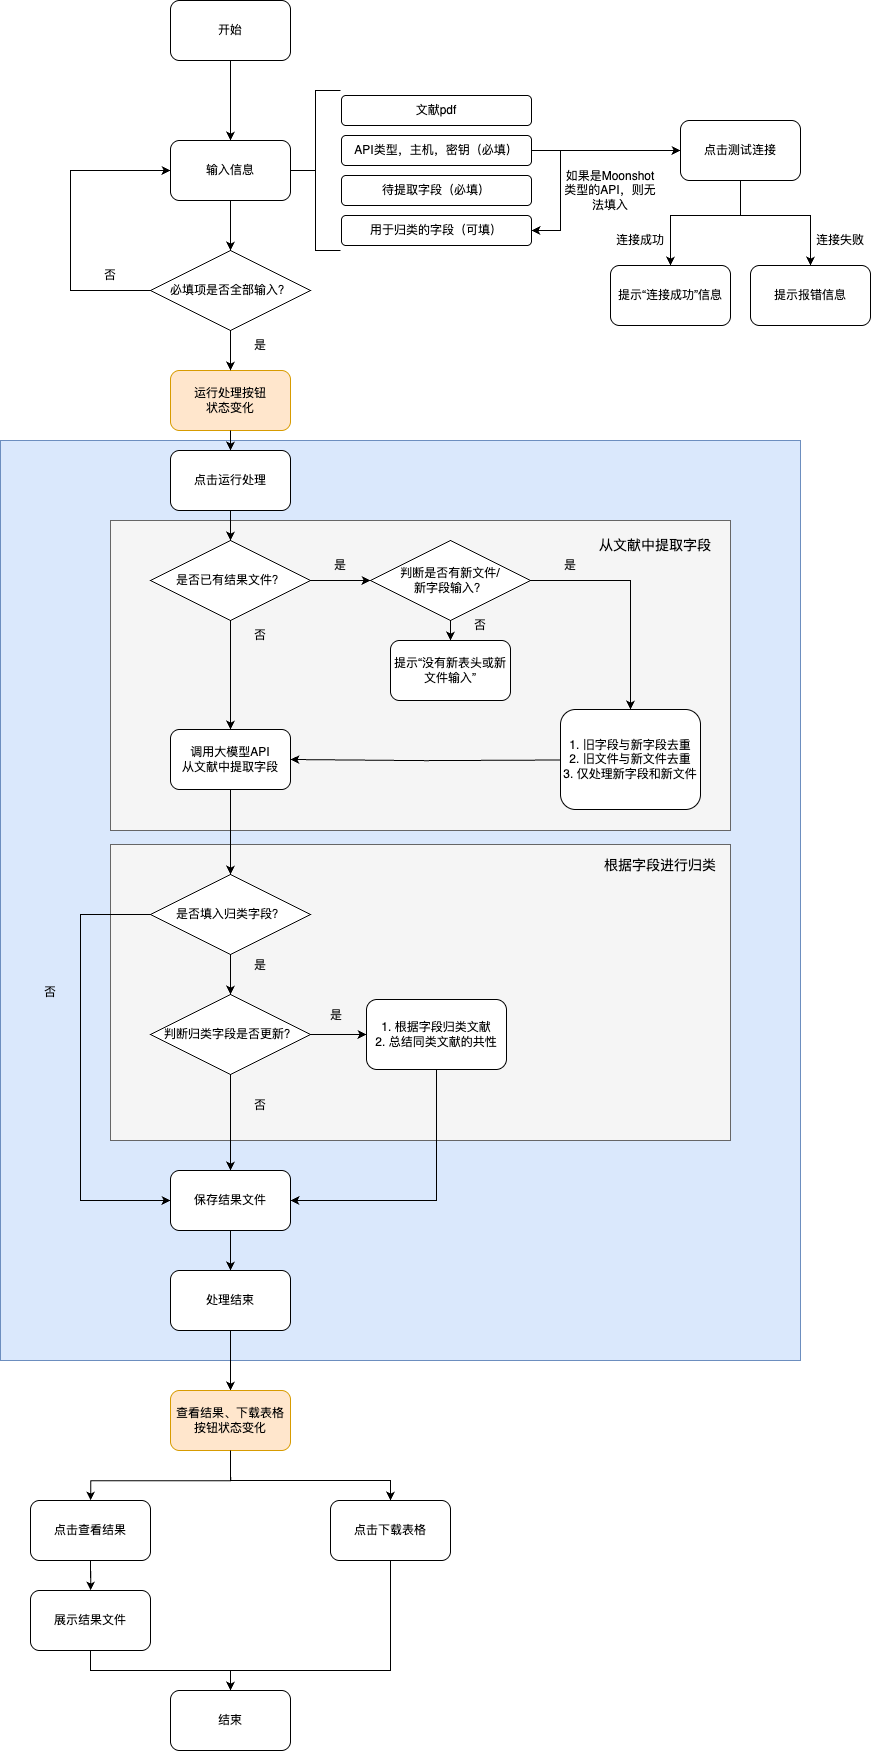 开始
输入信息
文献pdf
API类型，主机，密钥（必填）
待提取字段（必填）
用于归类的字段（可填）
如果是Moonshot
类型的API，则无
法填入
点击测试连接
连接成功
连接失败
提示“连接成功”信息
提示报错信息
否
必填项是否全部输入？
是
运行处理按钮
状态变化
点击运行处理
从文献中提取字段
是否已有结果文件？
是
判断是否有新文件/
新字段输入？
是
否
否
提示“没有新表头或新
文件输入”
调用大模型API
从文献中提取字段
1. 旧字段与新字段去重
2. 旧文件与新文件去重
3. 仅处理新字段和新文件
根据字段进行归类
是否填入归类字段？
是
否
判断归类字段是否更新？
是
1. 根据字段归类文献
2. 总结同类文献的共性
否
保存结果文件
处理结束
查看结果、下载表格
按钮状态变化
点击查看结果
点击下载表格
展示结果文件
结束